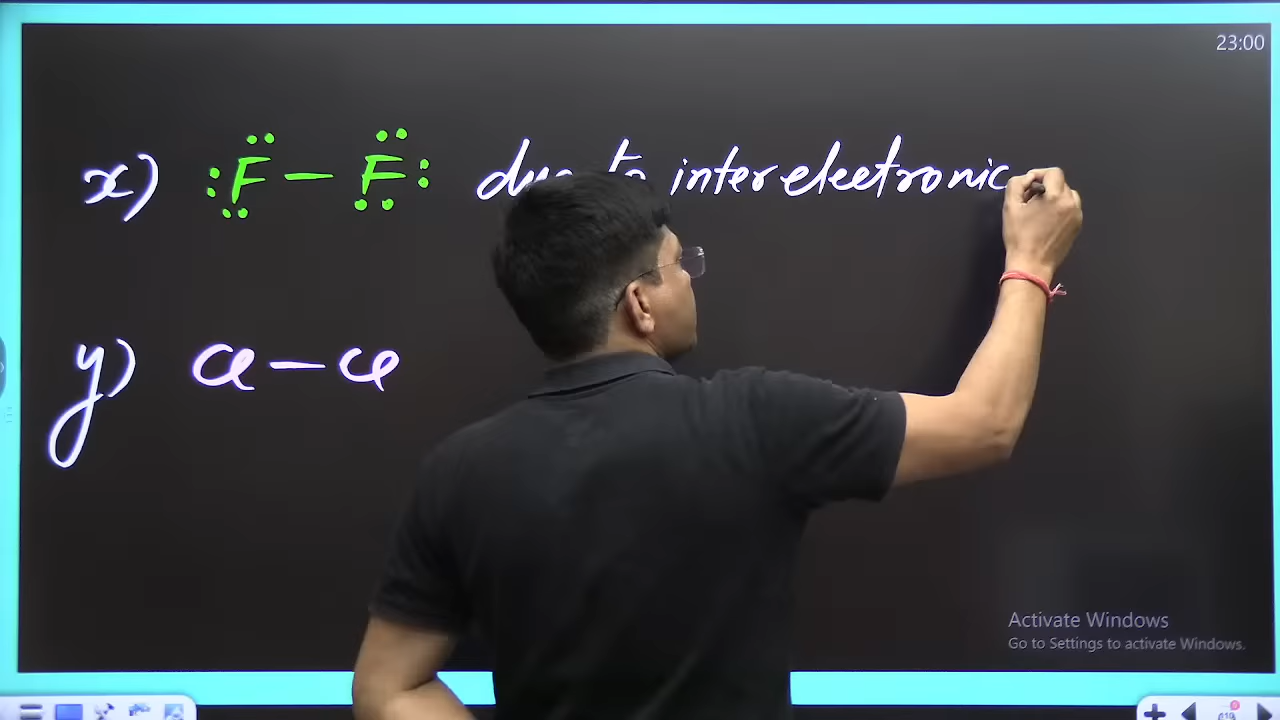 23:00
x) :F̈ – F̈: due to interelectronic
y) Cl – Cl
Activate Windows
Go to Settings to activate Windows.